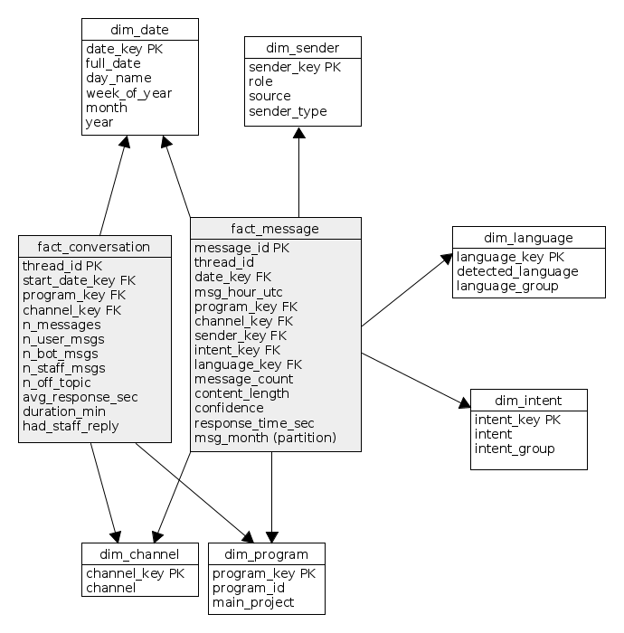 dim_date
date_key PK
full_date
day_name
week_of_year
month
year
dim_sender
sender_key PK
role
source
sender_type
fact_conversation
thread_id PK
start_date_key FK
program_key FK
channel_key FK
n_messages
n_user_msgs
n_bot_msgs
n_staff_msgs
n_off_topic
avg_response_sec
duration_min
had_staff_reply
fact_message
message_id PK
thread_id
date_key FK
msg_hour_utc
program_key FK
channel_key FK
sender_key FK
intent_key FK
language_key FK
message_count
content_length
confidence
response_time_sec
msg_month (partition)
dim_language
language_key PK
detected_language
language_group
dim_intent
intent_key PK
intent
intent_group
dim_channel
channel_key PK
channel
dim_program
program_key PK
program_id
main_project